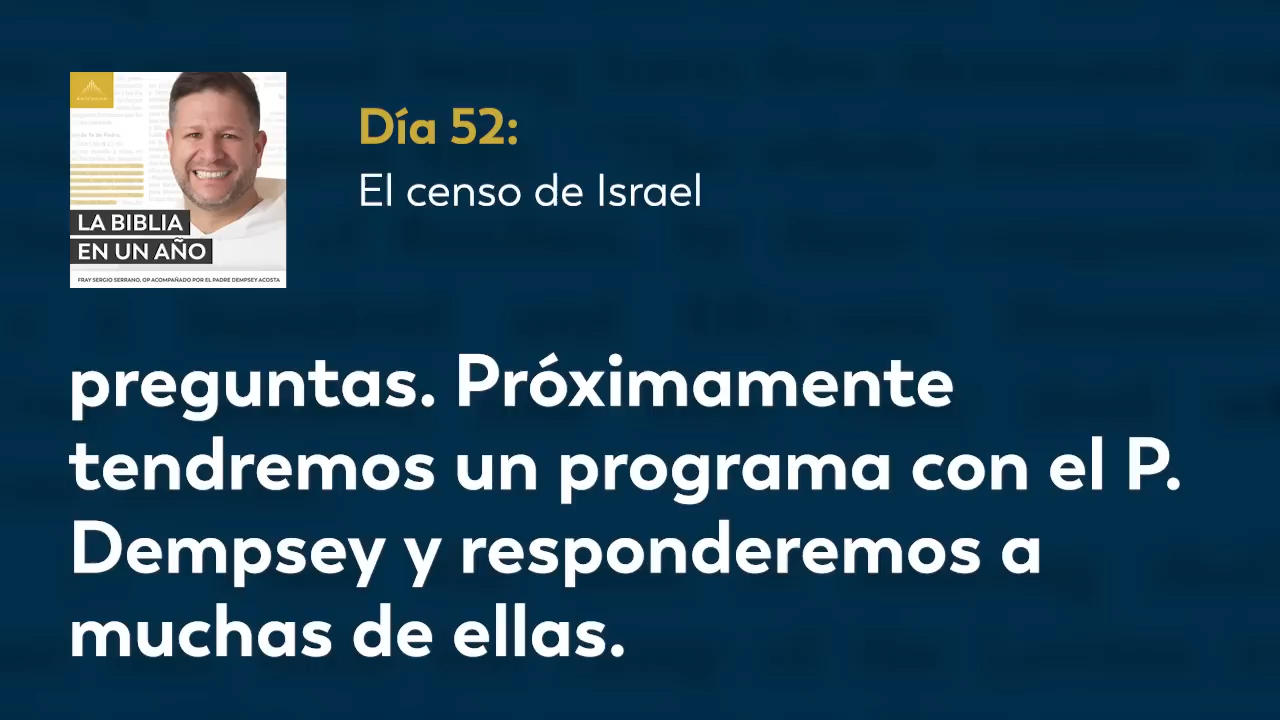 ASCENSION
Día 52:
El censo de Israel
LA BIBLIA
EN UN AÑO
FRAY SERGIO SERRANO, OP ACOMPAÑADO POR EL PADRE DEMPSEY ACOSTA
preguntas. Próximamente
tendremos un programa con el P.
Dempsey y responderemos a
muchas de ellas.